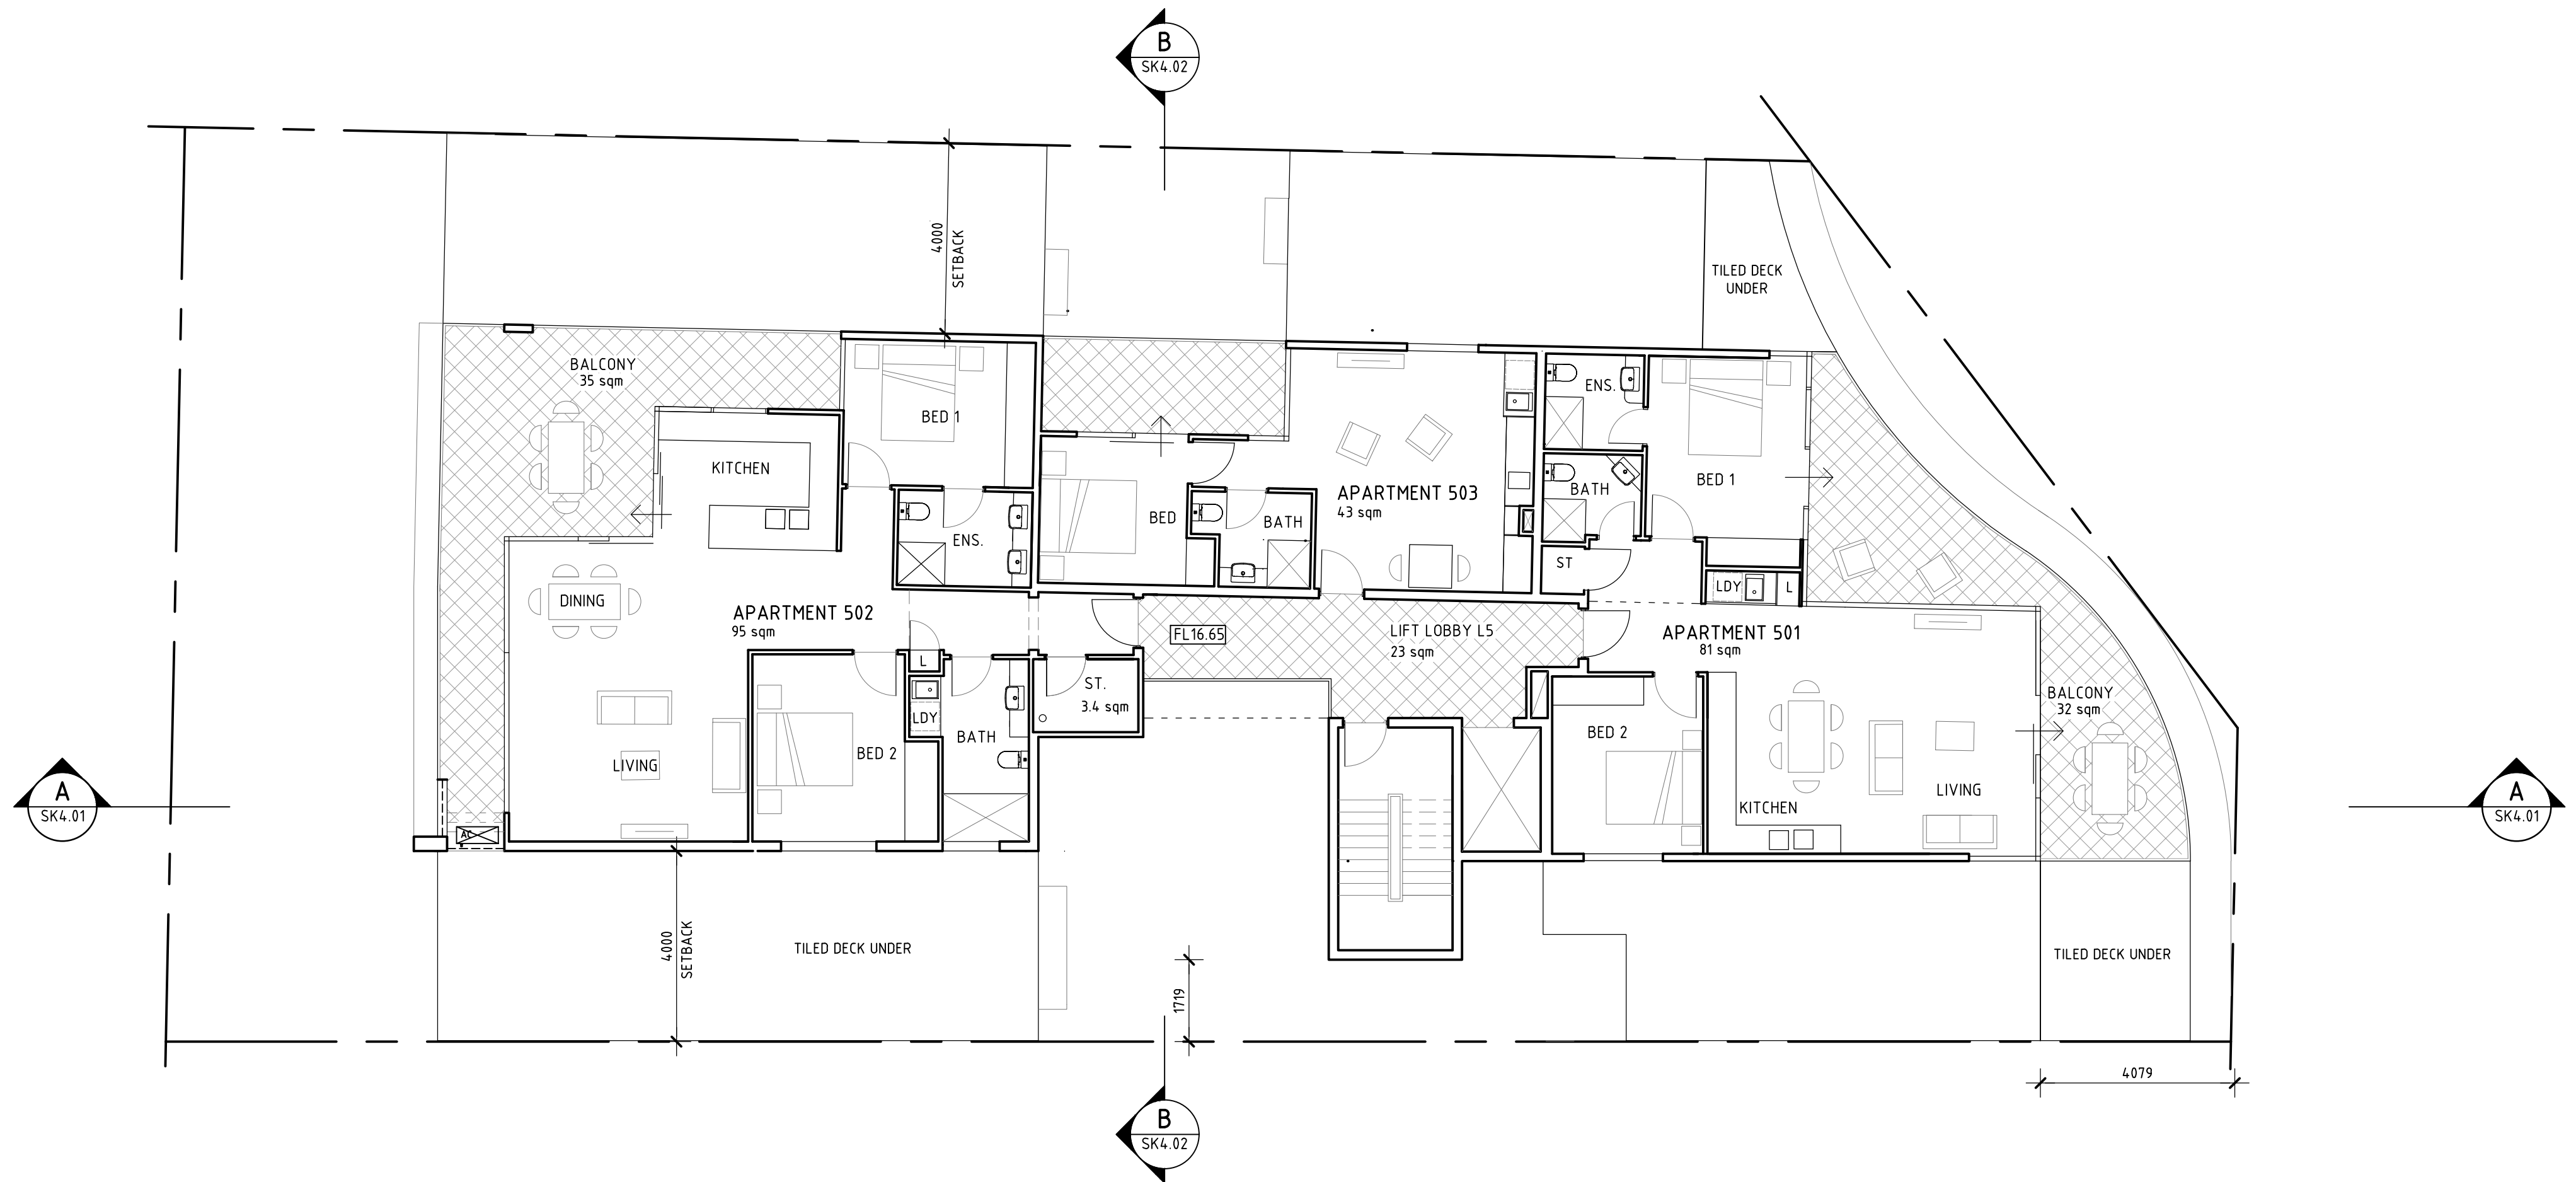 B
SK4.02
4000
SETBACK
TILED DECK
UNDER
BALCONY
35 sqm
BED 1
KITCHEN
ENS.
BED
BATH
APARTMENT 503
43 sqm
ENS.
BATH
BED 1
ST
LDY
L
DINING
APARTMENT 502
95 sqm
FL16.65
LIFT LOBBY L5
23 sqm
APARTMENT 501
81 sqm
L
ST.
3.4 sqm
LDY
BATH
BED 2
LIVING
BED 2
KITCHEN
LIVING
BALCONY
32 sqm
A
SK4.01
AC
A
SK4.01
4000
SETBACK
TILED DECK UNDER
1719
TILED DECK UNDER
4079
B
SK4.02